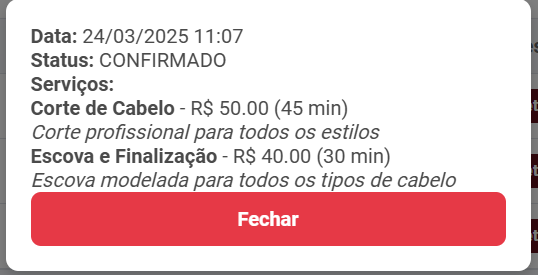 Data: 24/03/2025 11:07
Status: CONFIRMADO
Serviços:
Corte de Cabelo - R$ 50.00 (45 min)
Corte profissional para todos os estilos
Escova e Finalização - R$ 40.00 (30 min)
Escova modelada para todos os tipos de cabelo
Fechar